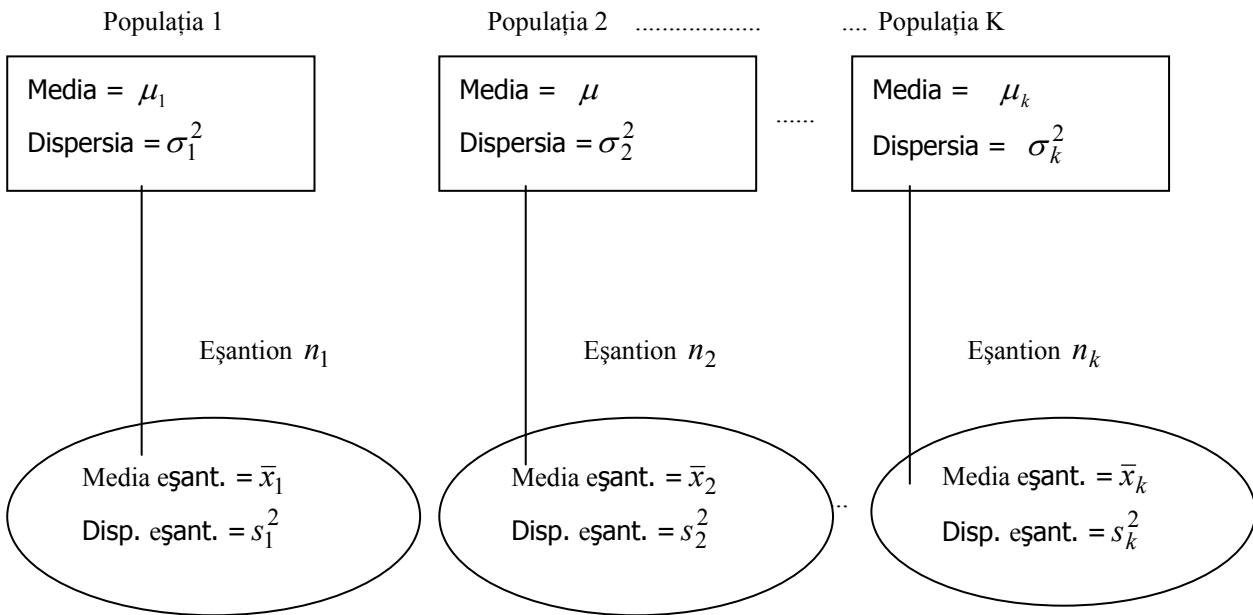 Populația 1 Populația 2 .................. .... Populația K
Media = μ₁ Media = μ Media = μₖ
Dispersia = σ₁² Dispersia = σ₂² ...... Dispersia = σₖ²
Eşantion n₁ Eşantion n₂ Eşantion nₖ
Media eşant. = x̅₁ Media eşant. = x̅₂ Media eşant. = x̅ₖ
Disp. eşant. = s₁² Disp. eşant. = s₂² .. Disp. eşant. = sₖ²